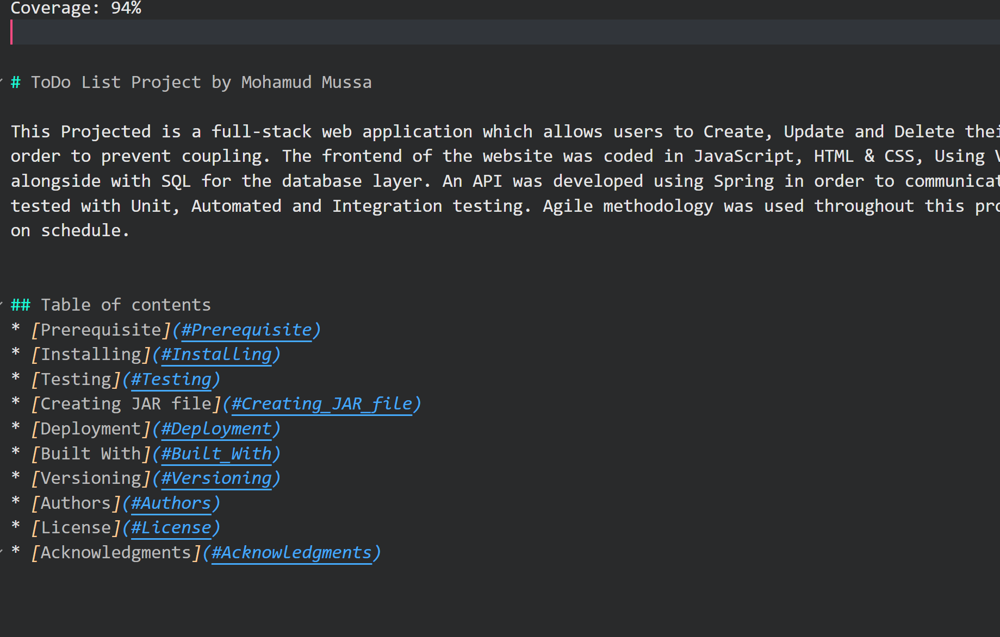 Coverage: 94%
# ToDo List Project by Mohamud Mussa
This Projected is a full-stack web application which allows users to Create, Update and Delete
order to prevent coupling. The frontend of the website was coded in JavaScript, HTML & CSS, Using
alongside with SQL for the database layer. An API was developed using Spring in order to
tested with Unit, Automated and Integration testing. Agile methodology was used throughout this
on schedule.
## Table of contents
* [Prerequisite](#Prerequisite)
* [Installing](#Installing)
* [Testing](#Testing)
* [Creating JAR file](#Creating_JAR_file)
* [Deployment](#Deployment)
* [Built With](#Built_With)
* [Versioning](#Versioning)
* [Authors](#Authors)
* [License](#License)
* [Acknowledgments](#Acknowledgments)